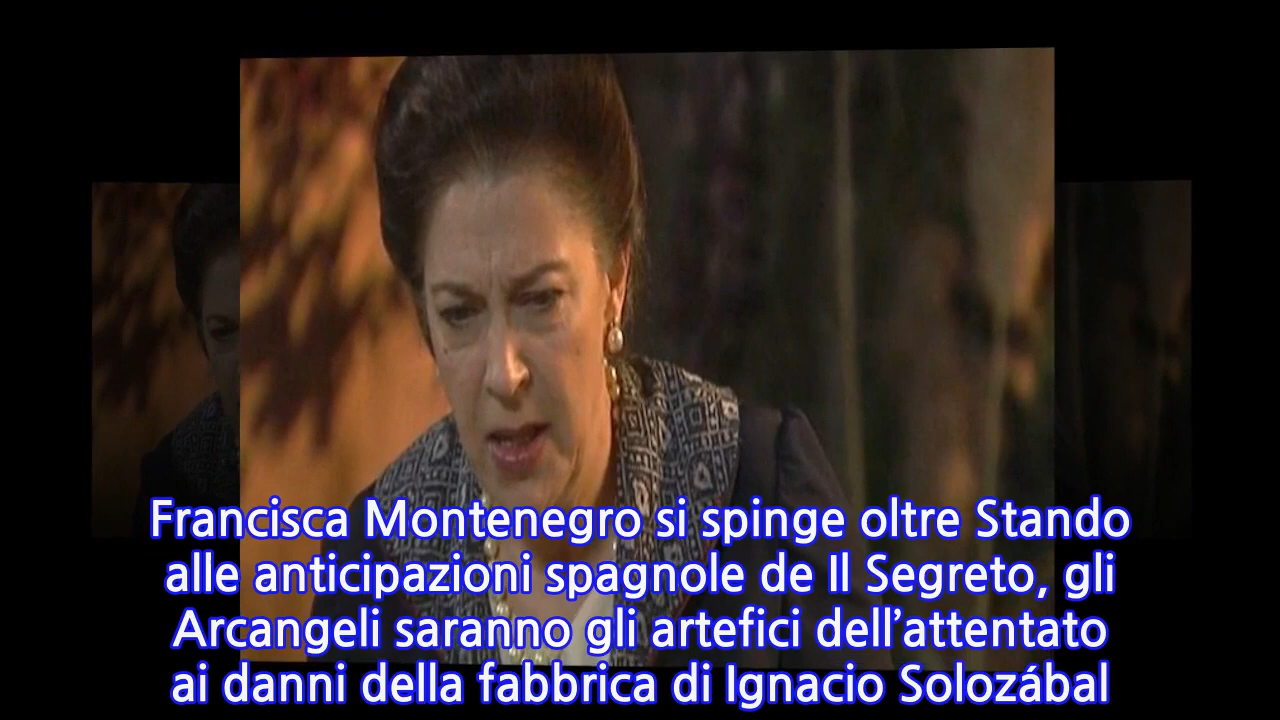 Francisca Montenegro si spinge oltre Stando
alle anticipazioni spagnole de Il Segreto, gli
Arcangeli saranno gli artefici dell’attentato
ai danni della fabbrica di Ignacio Solozábal